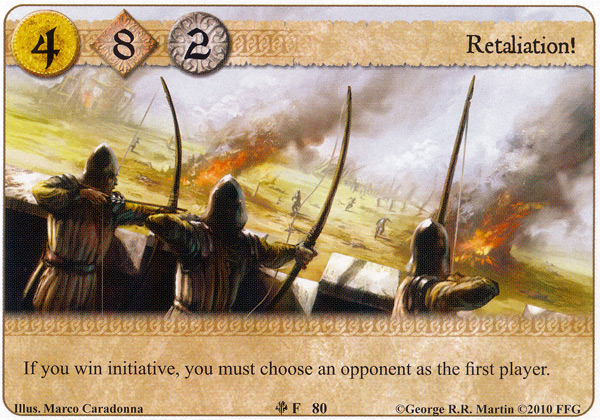 4 8 2 Retaliation!
If you win initiative, you must choose an opponent as the first player.
Illus. Marco Caradonna F 80 ©George R.R. Martin ©2010 FFG